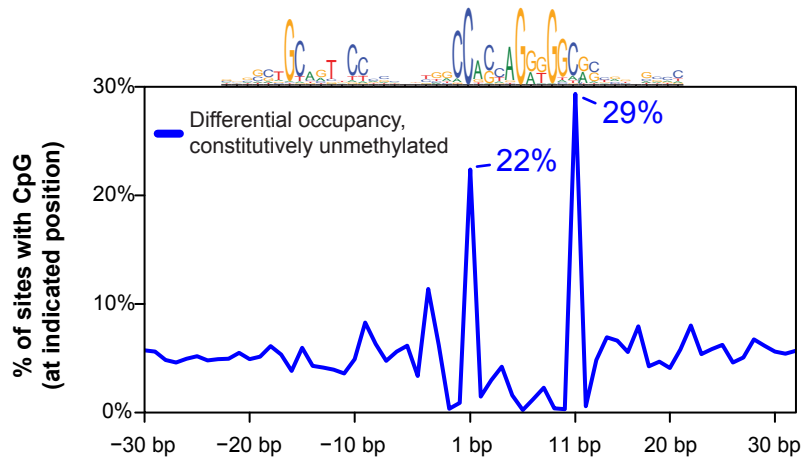 30%
20%
10%
0%
% of sites with CpG
(at indicated position)
Differential occupancy,
constitutively unmethylated
22%
29%
−30 bp
−20 bp
−10 bp
1 bp
11 bp
20 bp
30 bp